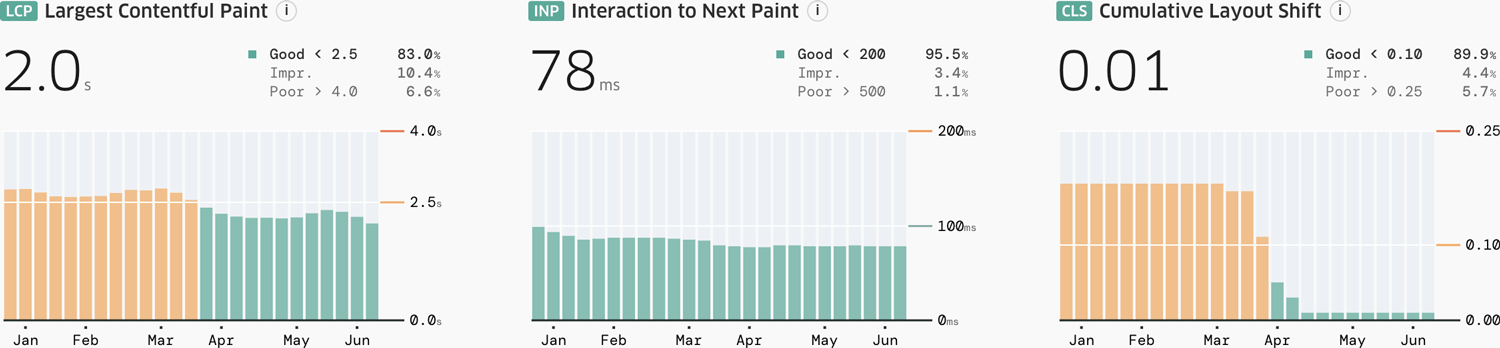 LCP Largest Contentful Paint i
2.0s
Good < 2.5 83.0%
Impr. 10.4%
Poor > 4.0 6.6%
4.0s
2.5s
0.0s
Jan Feb Mar Apr May Jun
INP Interaction to Next Paint i
78ms
Good < 200 95.5%
Impr. 3.4%
Poor > 500 1.1%
200ms
100ms
0ms
Jan Feb Mar Apr May Jun
CLS Cumulative Layout Shift i
0.01
Good < 0.10 89.9%
Impr. 4.4%
Poor > 0.25 5.7%
0.25
0.10
0.00
Jan Feb Mar Apr May Jun